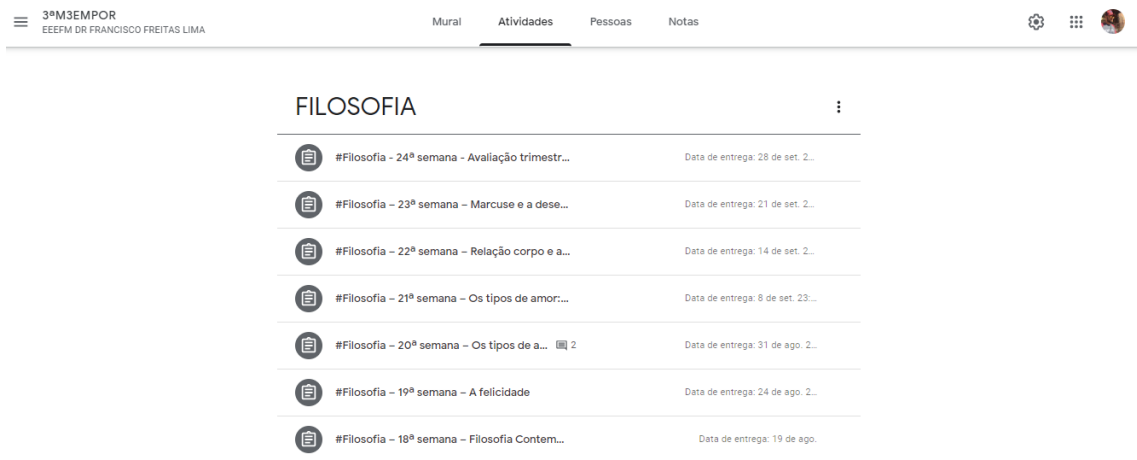 3ªM3EMPOR
EEEFM DR FRANCISCO FREITAS LIMA
Mural Atividades Pessoas Notas
FILOSOFIA
#Filosofia - 24ª semana - Avaliação trimestr... Data de entrega: 28 de set. 2...
#Filosofia – 23ª semana – Marcuse e a dese... Data de entrega: 21 de set. 2...
#Filosofia – 22ª semana – Relação corpo e a... Data de entrega: 14 de set. 2...
#Filosofia – 21ª semana – Os tipos de amor:... Data de entrega: 8 de set. 23:...
#Filosofia – 20ª semana – Os tipos de a... 2 Data de entrega: 31 de ago. 2...
#Filosofia – 19ª semana – A felicidade Data de entrega: 24 de ago. 2...
#Filosofia – 18ª semana – Filosofia Contem... Data de entrega: 19 de ago.